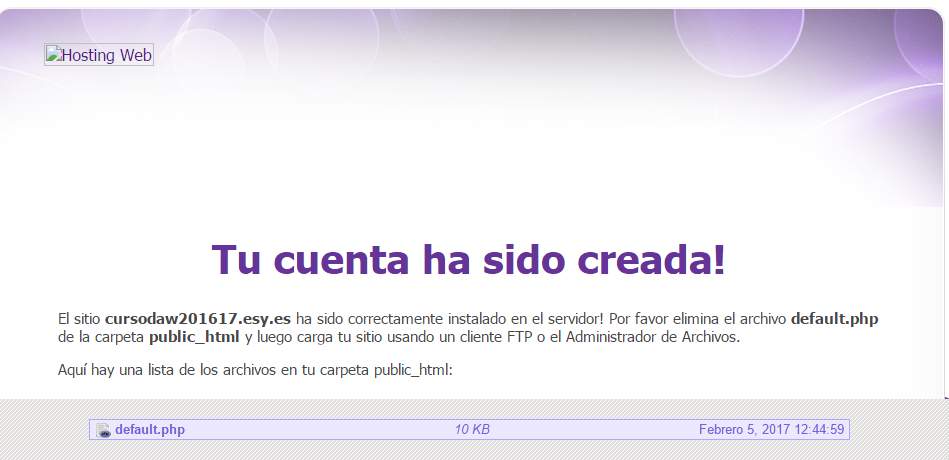 Hosting Web
Tu cuenta ha sido creada!
El sitio cursodaw201617.esy.es ha sido correctamente instalado en el servidor! Por favor elimina el archivo default.php
de la carpeta public_html y luego carga tu sitio usando un cliente FTP o el Administrador de Archivos.
Aquí hay una lista de los archivos en tu carpeta public_html:
default.php 10 KB Febrero 5, 2017 12:44:59